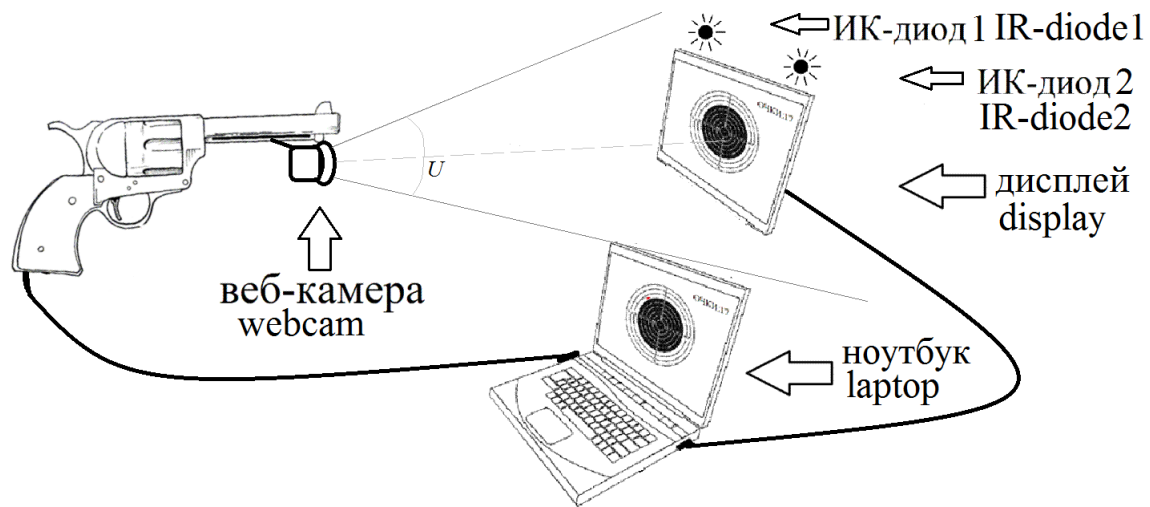 ИК-диод 1 IR-diode1
ИК-диод 2
IR-diode2
U
дисплей
display
веб-камера
webcam
ноутбук
laptop